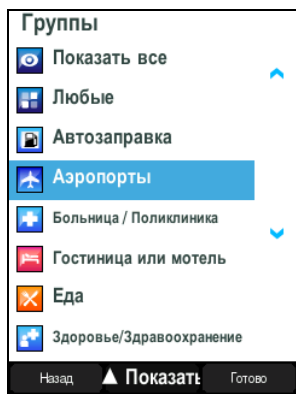 Группы
Показать все
Любые
Автозаправка
Аэропорты
Больница / Поликлиника
Гостиница или мотель
Еда
Здоровье/Здравоохранение
Назад ▲ Показать Готово